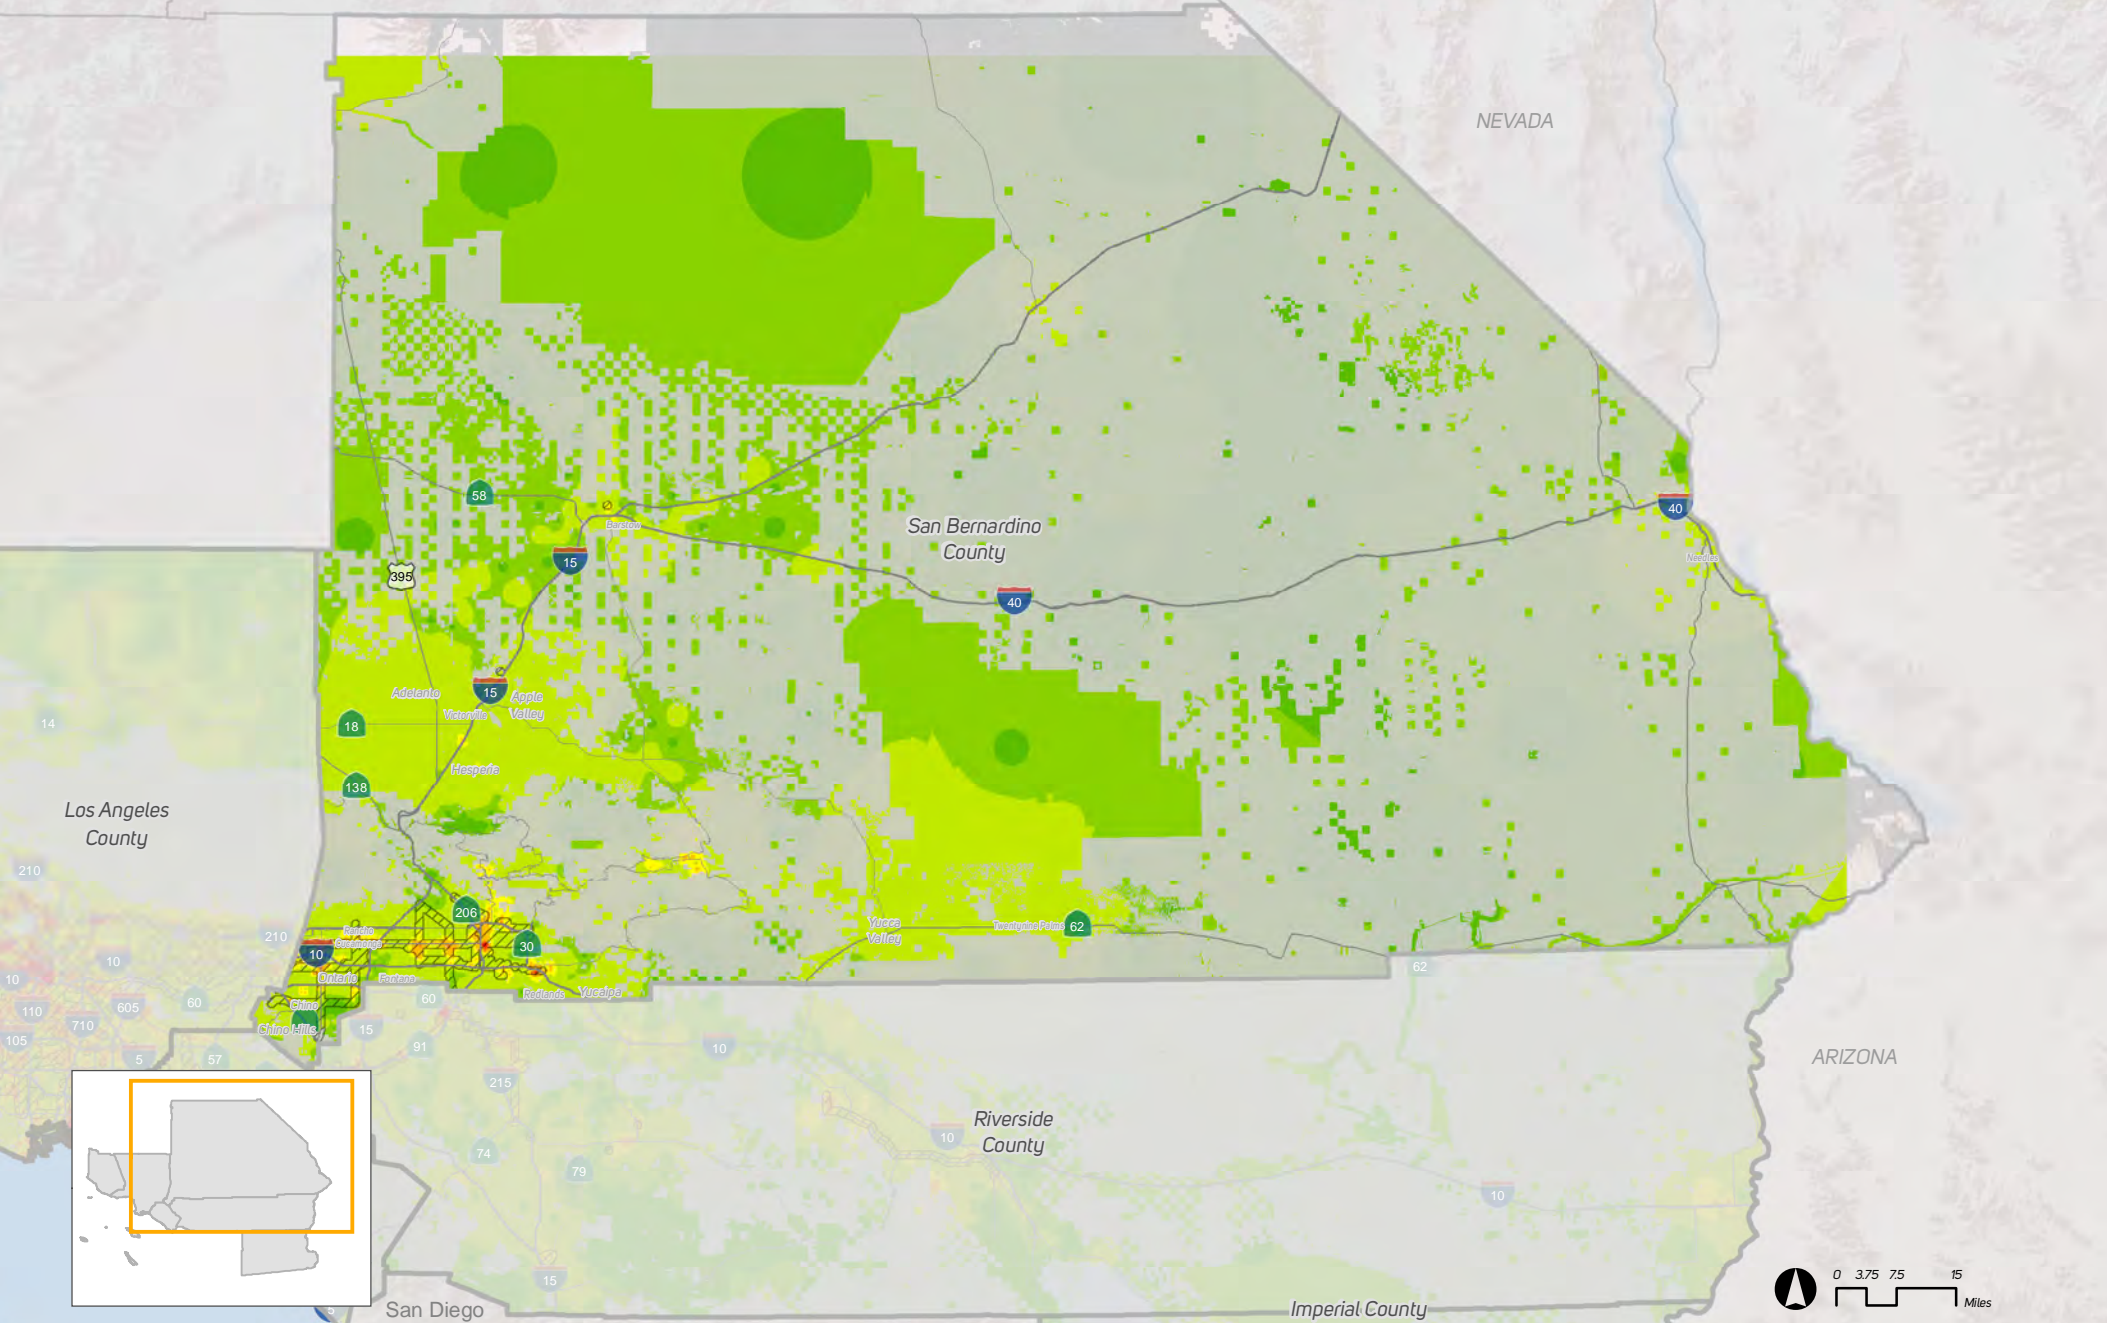 NEVADA
58
Barstow
San Bernardino
County
40
15
395
Needles
40
Adelanto
15
Apple
Valley
Victorville
18
14
Hesperia
138
Los Angeles
County
210
206
Yucca
Valley
Twentynine Palms
62
Rancho
Cucamonga
30
210
10
10
62
10
Ontario
Fontana
Redlands
Yucaipa
60
60
605
110
Chino
Chino Hills
710
15
105
5
57
91
10
215
ARIZONA
Riverside
County
10
74
79
10
15
0 3.75 7.5 15
Miles
San Diego
5
Imperial County